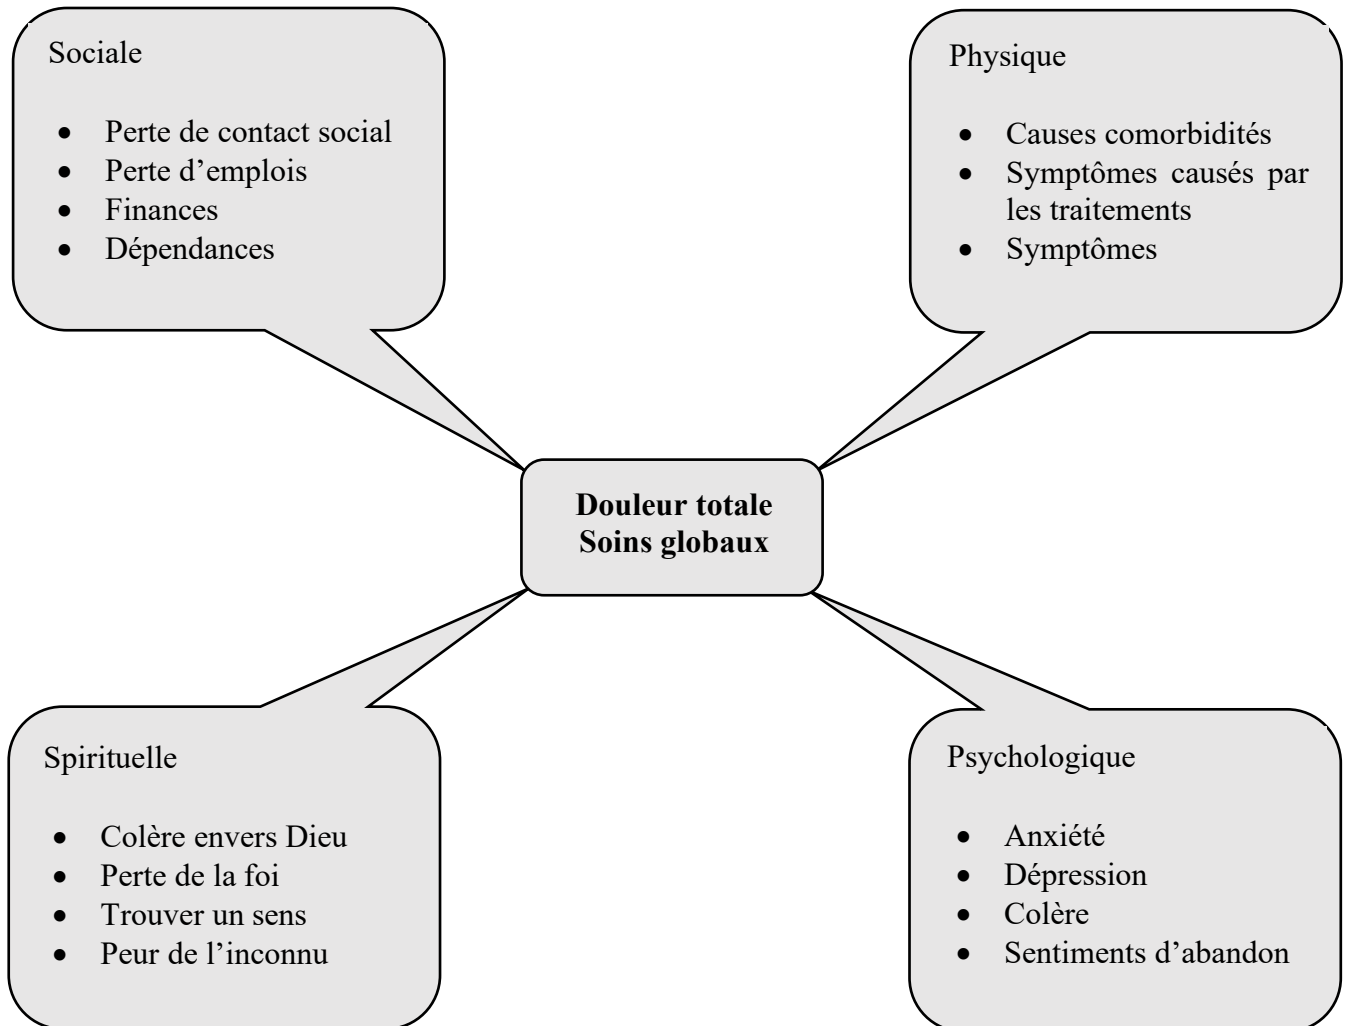 Sociale
• Perte de contact social
• Perte d’emplois
• Finances
• Dépendances
Physique
• Causes comorbidités
• Symptômes causés par
les traitements
• Symptômes
Douleur totale
Soins globaux
Spirituelle
• Colère envers Dieu
• Perte de la foi
• Trouver un sens
• Peur de l’inconnu
Psychologique
• Anxiété
• Dépression
• Colère
• Sentiments d’abandon